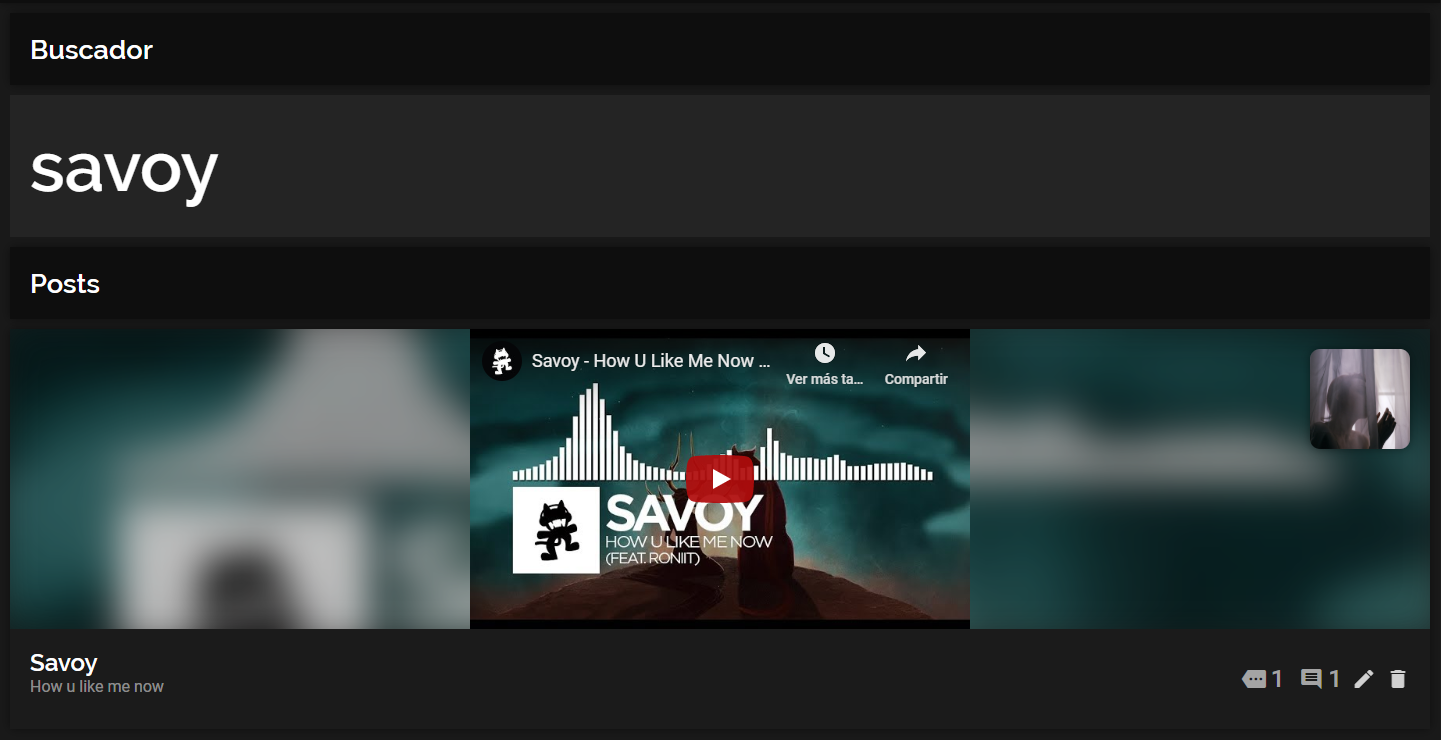 Buscador
savoy
Posts
Savoy - How U Like Me Now ...
Ver más ta...
Compartir
SAVOY
HOW U LIKE ME NOW
(FEAT. RONIIT)
Savoy
How u like me now
1
1